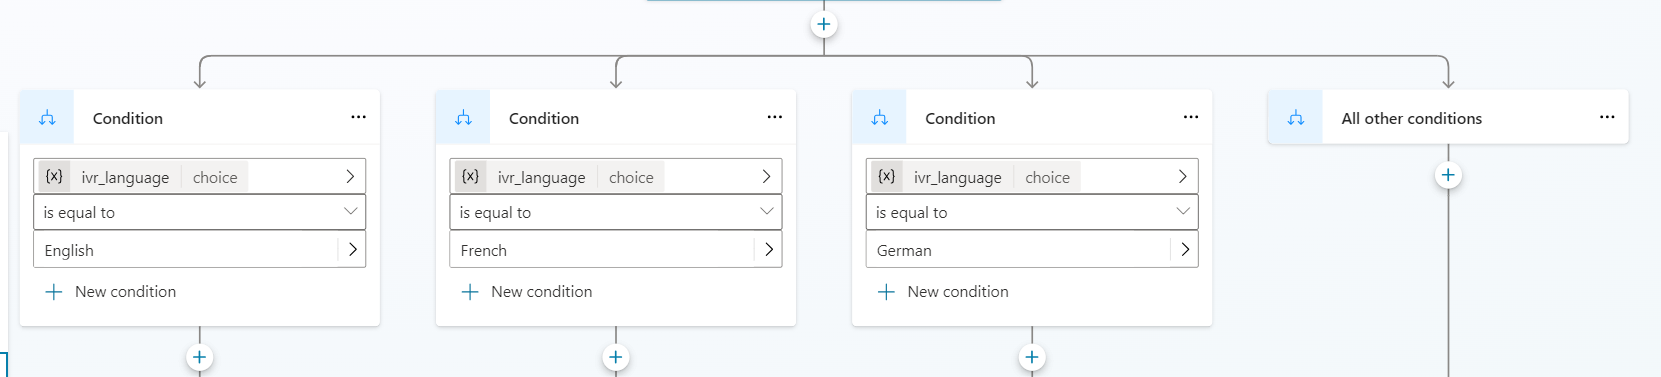 Condition ...
{x} ivr_language choice
is equal to
English
New condition
Condition ...
{x} ivr_language choice
is equal to
French
New condition
Condition ...
{x} ivr_language choice
is equal to
German
New condition
All other conditions ...